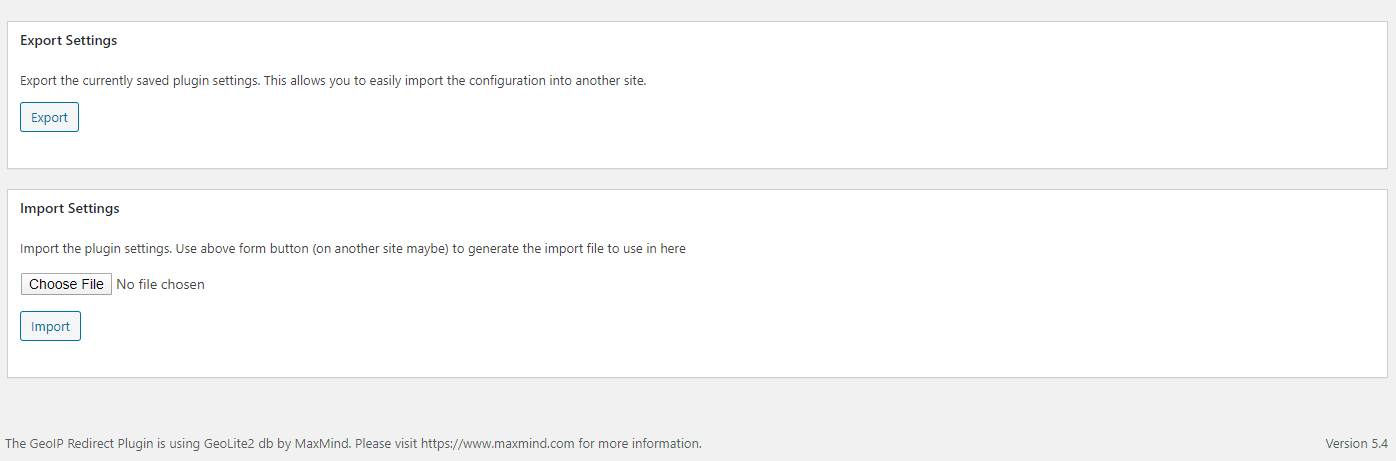 Export Settings
Export the currently saved plugin settings. This allows you to easily import the configuration into another site.
Export
Import Settings
Import the plugin settings. Use above form button (on another site maybe) to generate the import file to use in here
Choose File No file chosen
Import
The GeoIP Redirect Plugin is using GeoLite2 db by MaxMind. Please visit https://www.maxmind.com for more information. Version 5.4